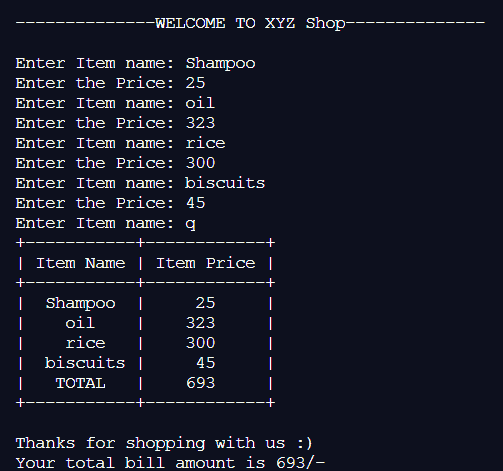 --------------WELCOME TO XYZ Shop--------------
Enter Item name: Shampoo
Enter the Price: 25
Enter Item name: oil
Enter the Price: 323
Enter Item name: rice
Enter the Price: 300
Enter Item name: biscuits
Enter the Price: 45
Enter Item name: q
+-----------+------------+
| Item Name | Item Price |
+-----------+------------+
|  Shampoo  |     25     |
|    oil    |    323     |
|    rice   |    300     |
|  biscuits |     45     |
|   TOTAL   |    693     |
+-----------+------------+
Thanks for shopping with us :)
Your total bill amount is 693/-